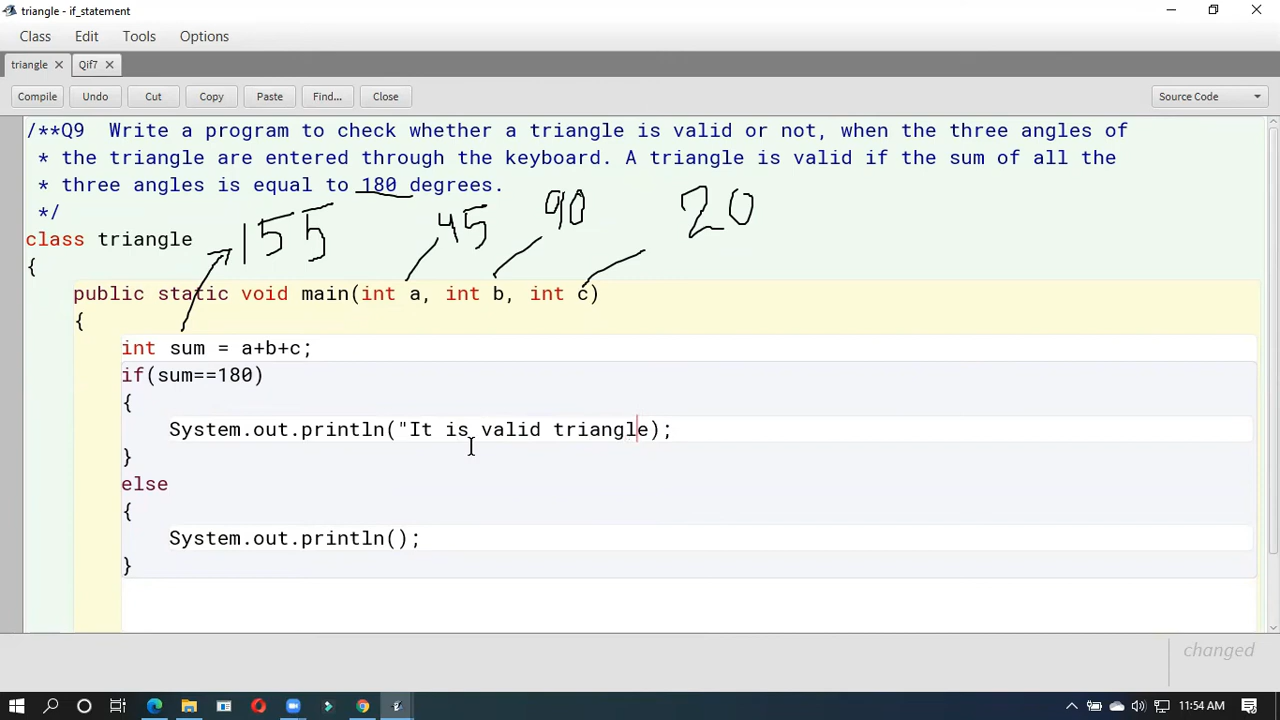 triangle - if_statement
Class Edit Tools Options
triangle Qif7
Compile Undo Cut Copy Paste Find... Close Source Code
/**Q9  Write a program to check whether a triangle is valid or not, when the three angles of
* the triangle are entered through the keyboard. A triangle is valid if the sum of all the
* three angles is equal to 180 degrees.
*/
155 45 90 20
class triangle
{
public static void main(int a, int b, int c)
{
int sum = a+b+c;
if(sum==180)
{
System.out.println("It is valid triangle);
}
else
{
System.out.println();
}
changed
11:54 AM